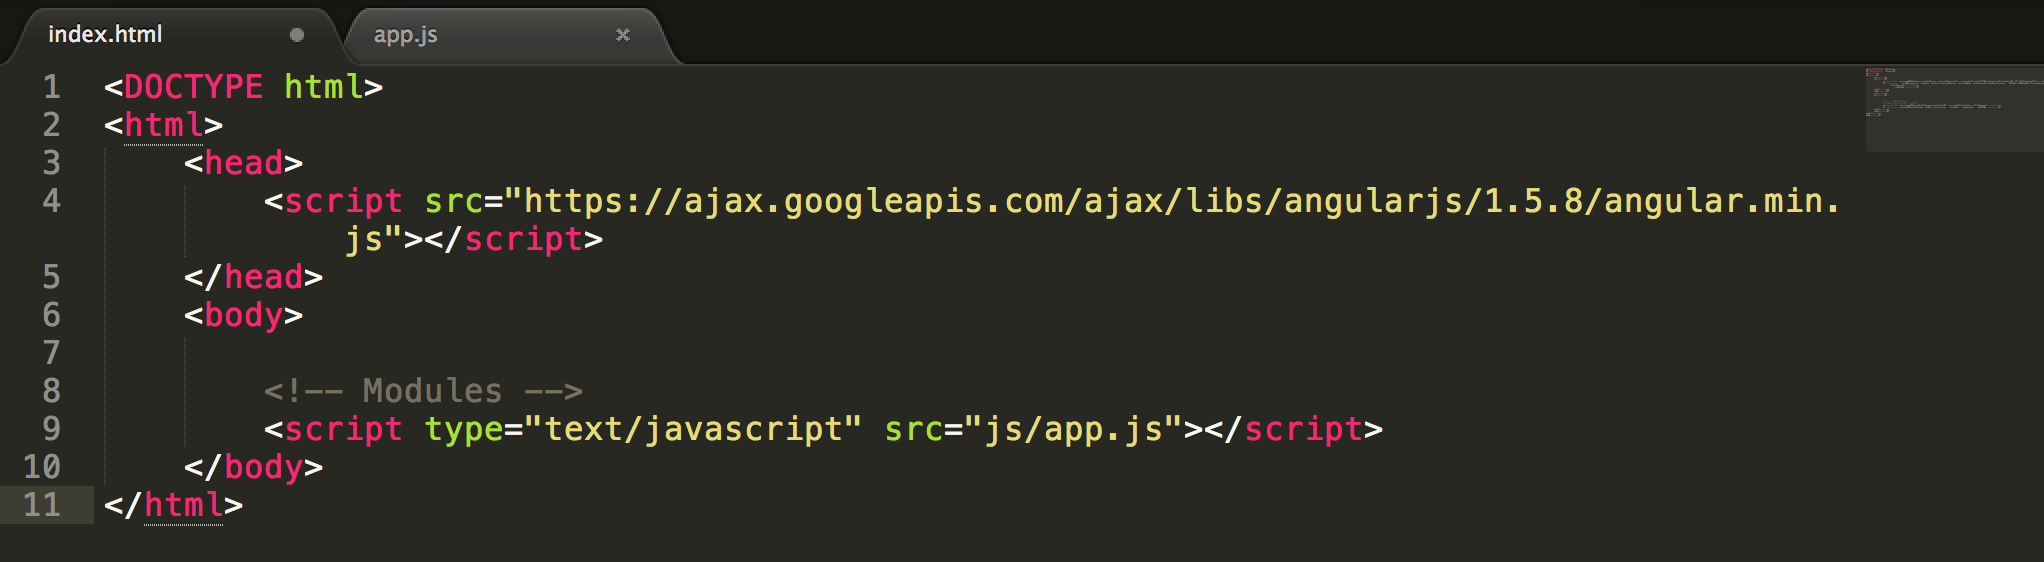 index.html app.js
1 <DOCTYPE html>
2 <html>
3 <head>
4 <script src="https://ajax.googleapis.com/ajax/libs/angularjs/1.5.8/angular.min.
js"></script>
5 </head>
6 <body>
7
8 <!-- Modules -->
9 <script type="text/javascript" src="js/app.js"></script>
10 </body>
11 </html>